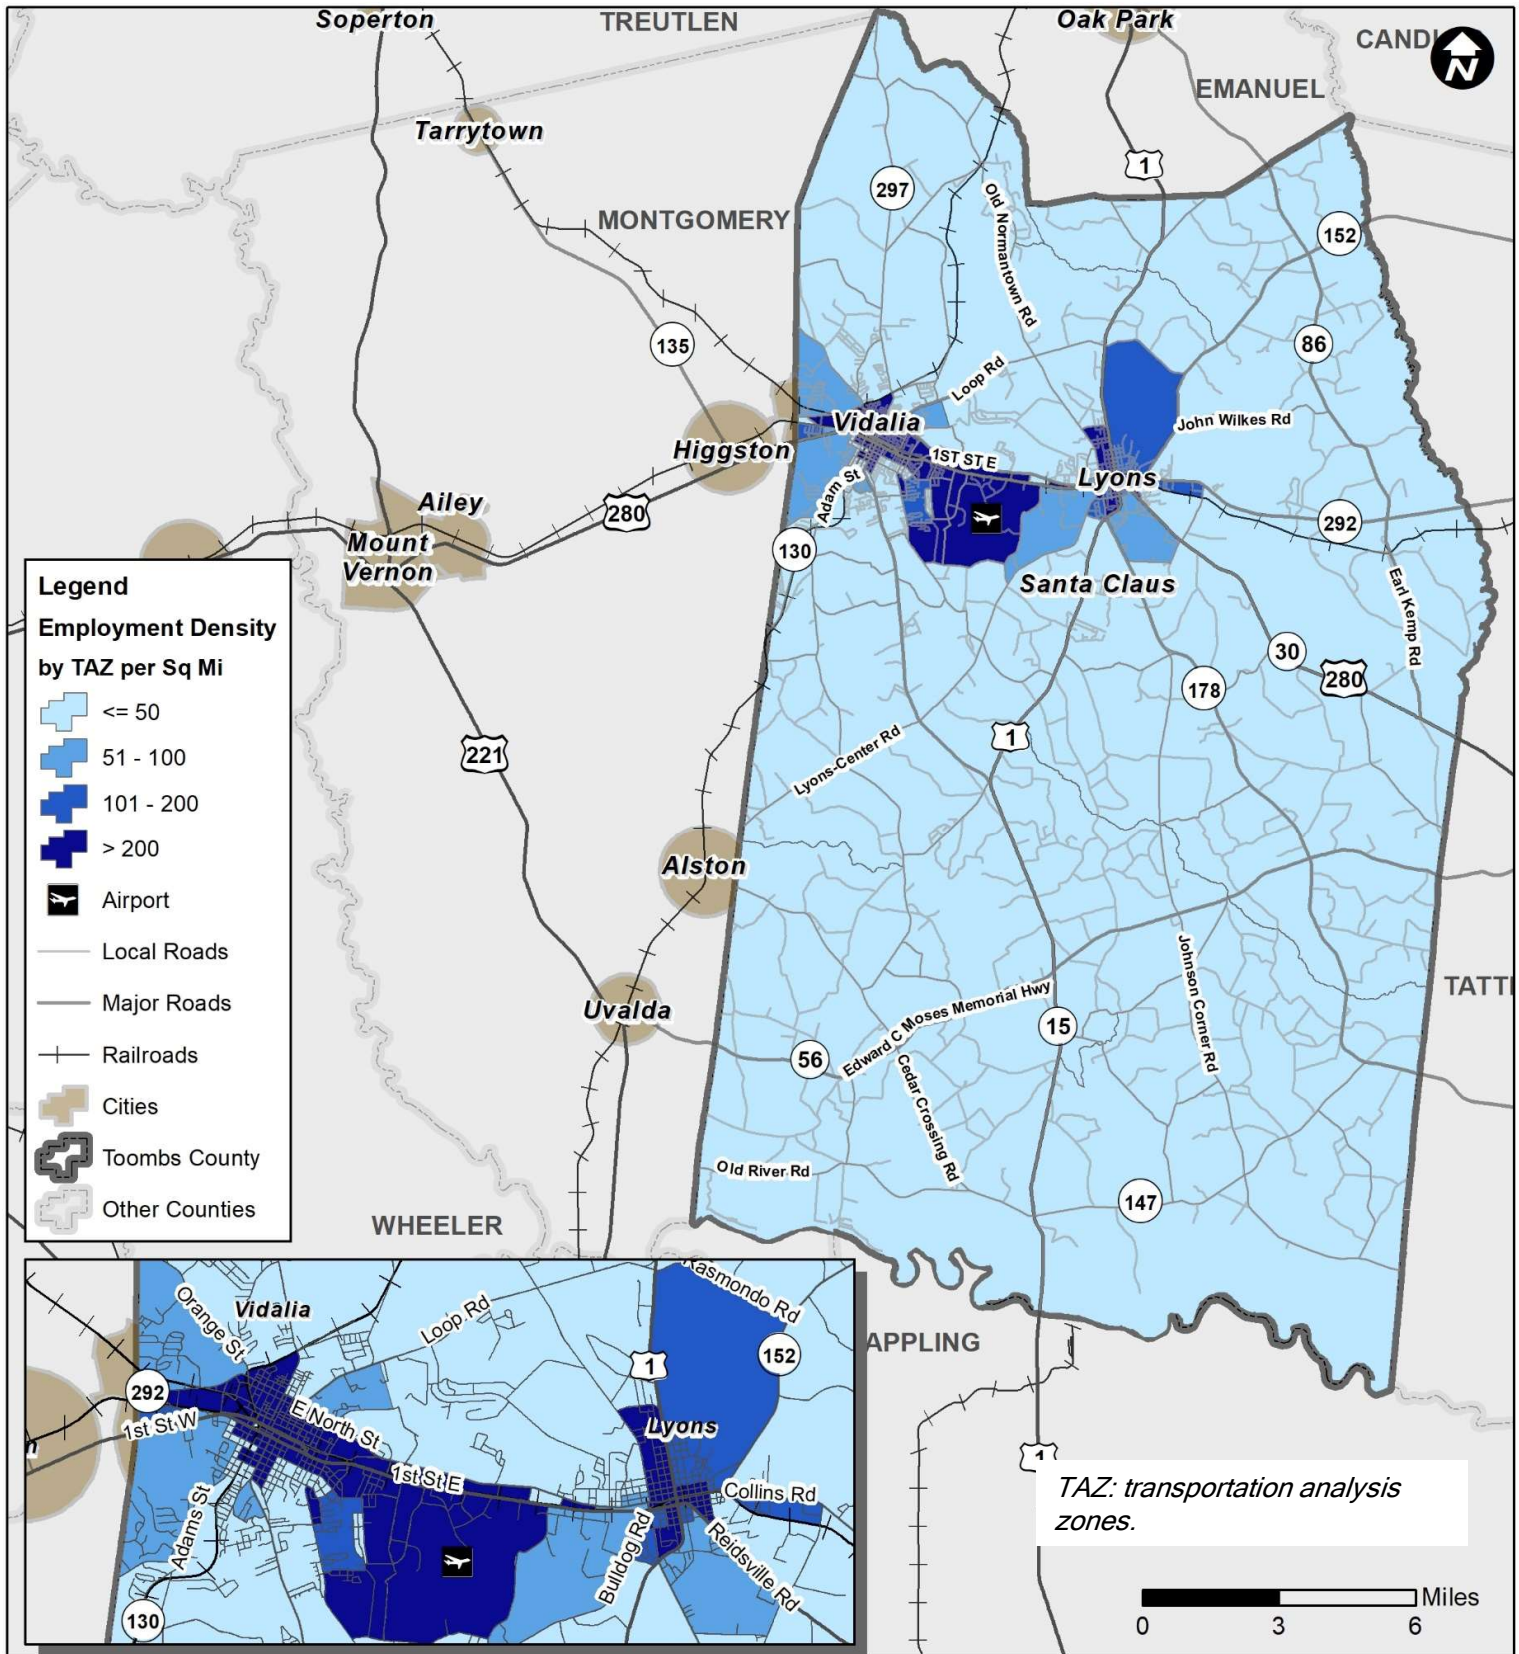 Soperton
TREUTLEN
Oak Park
CAND
N
EMANUEL
Tarrytown
1
297
MONTGOMERY
Old Normantown Rd
152
135
86
Loop Rd
Vidalia
John Wilkes Rd
Higgston
1ST ST E
Lyons
Adam St
Ailey
280
292
Mount
Vernon
130
Santa Claus
Earl Kemp Rd
30
280
178
221
1
Lyons-Center Rd
Alston
Johnson Corner Rd
TATT
Uvalda
Edward C Moses Memorial Hwy
15
56
Cedar Crossing Rd
Old River Rd
147
WHEELER
APPLING
1
Legend
Employment Density
by TAZ per Sq Mi
<= 50
51 - 100
101 - 200
> 200
Airport
Local Roads
Major Roads
Railroads
Cities
Toombs County
Other Counties
Rasmondo Rd
Orange St
Vidalia
Loop Rd
152
1
292
Lyons
1st St W
E North St
n
1st St E
Collins Rd
Adams St
Bulldog Rd
Reidsville Rd
130
TAZ: transportation analysis
zones.
Miles
0 3 6